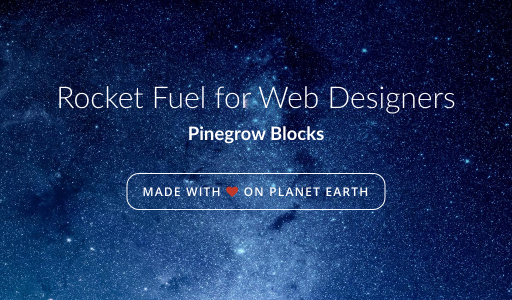 Rocket Fuel for Web Designers
Pinegrow Blocks
MADE WITH ❤ ON PLANET EARTH